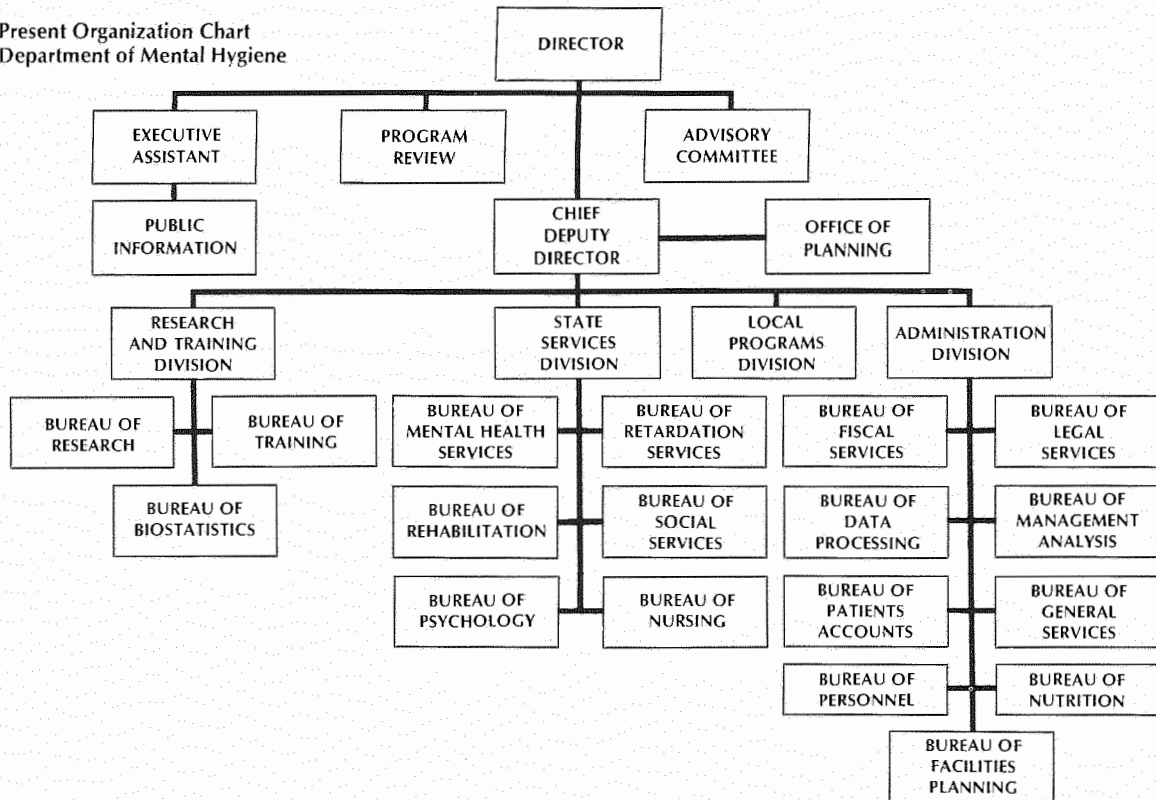 Present Organization Chart
Department of Mental Hygiene
DIRECTOR
EXECUTIVE
ASSISTANT
PROGRAM
REVIEW
ADVISORY
COMMITTEE
PUBLIC
INFORMATION
CHIEF
DEPUTY
DIRECTOR
OFFICE OF
PLANNING
RESEARCH
AND TRAINING
DIVISION
STATE
SERVICES
DIVISION
LOCAL
PROGRAMS
DIVISION
ADMINISTRATION
DIVISION
BUREAU OF
RESEARCH
BUREAU OF
TRAINING
BUREAU OF
BIOSTATISTICS
BUREAU OF
MENTAL HEALTH
SERVICES
BUREAU OF
RETARDATION
SERVICES
BUREAU OF
REHABILITATION
BUREAU OF
SOCIAL
SERVICES
BUREAU OF
PSYCHOLOGY
BUREAU OF
NURSING
BUREAU OF
FISCAL
SERVICES
BUREAU OF
LEGAL
SERVICES
BUREAU OF
DATA
PROCESSING
BUREAU OF
MANAGEMENT
ANALYSIS
BUREAU OF
PATIENTS
ACCOUNTS
BUREAU OF
GENERAL
SERVICES
BUREAU OF
PERSONNEL
BUREAU OF
NUTRITION
BUREAU OF
FACILITIES
PLANNING